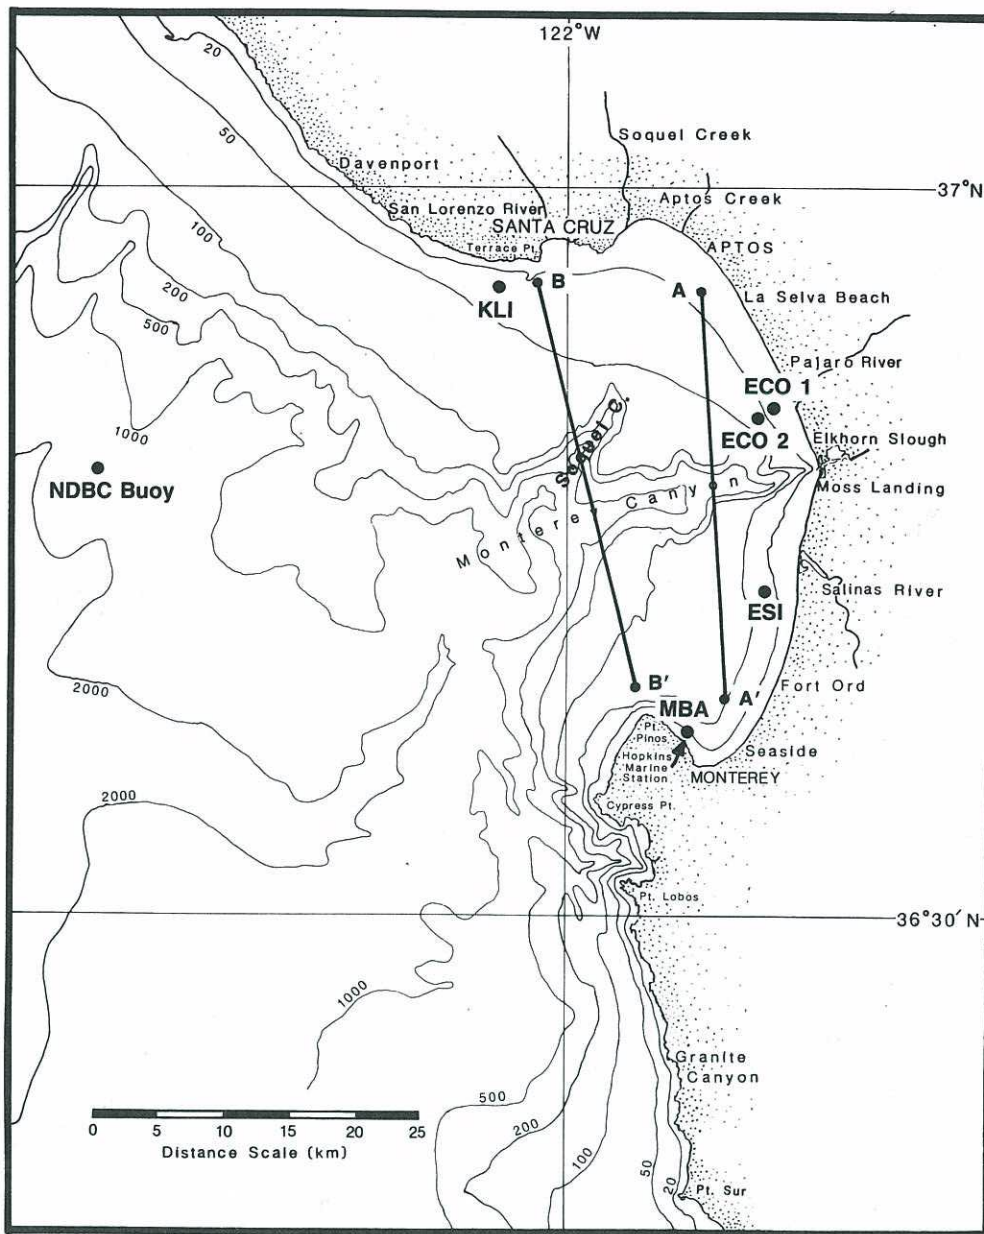 122°W
20
Soquel Creek
50
Davenport
37°N
San Lorenzo River
Aptos Creek
SANTA CRUZ
100
Terrace Pt.
APTOS
B
A
La Selva Beach
200
KLI
500
Pajaro River
ECO 1
Soquel C.
1000
ECO 2
Elkhorn Slough
NDBC Buoy
Moss Landing
Monterey Canyon
Salinas River
ESI
2000
B′
A′
Fort Ord
MBA
Pt.
Pinos
Seaside
Hopkins
Marine
Station
MONTEREY
2000
Cypress Pt.
Pt. Lobos
36°30′N
1000
Granite
Canyon
500
200
100
50
20
0 5 10 15 20 25
Distance Scale (km)
Pt. Sur